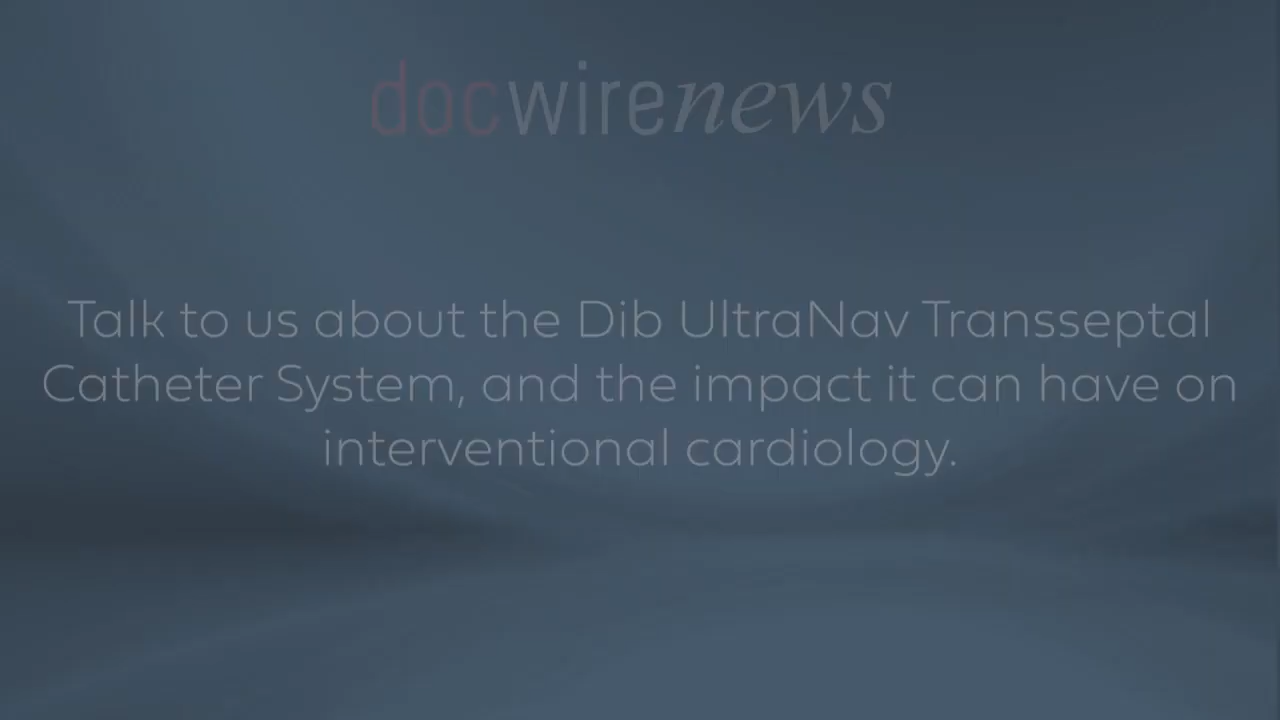 docwirenews
Talk to us about the Dib UltraNav Transseptal
Catheter System, and the impact it can have on
interventional cardiology.